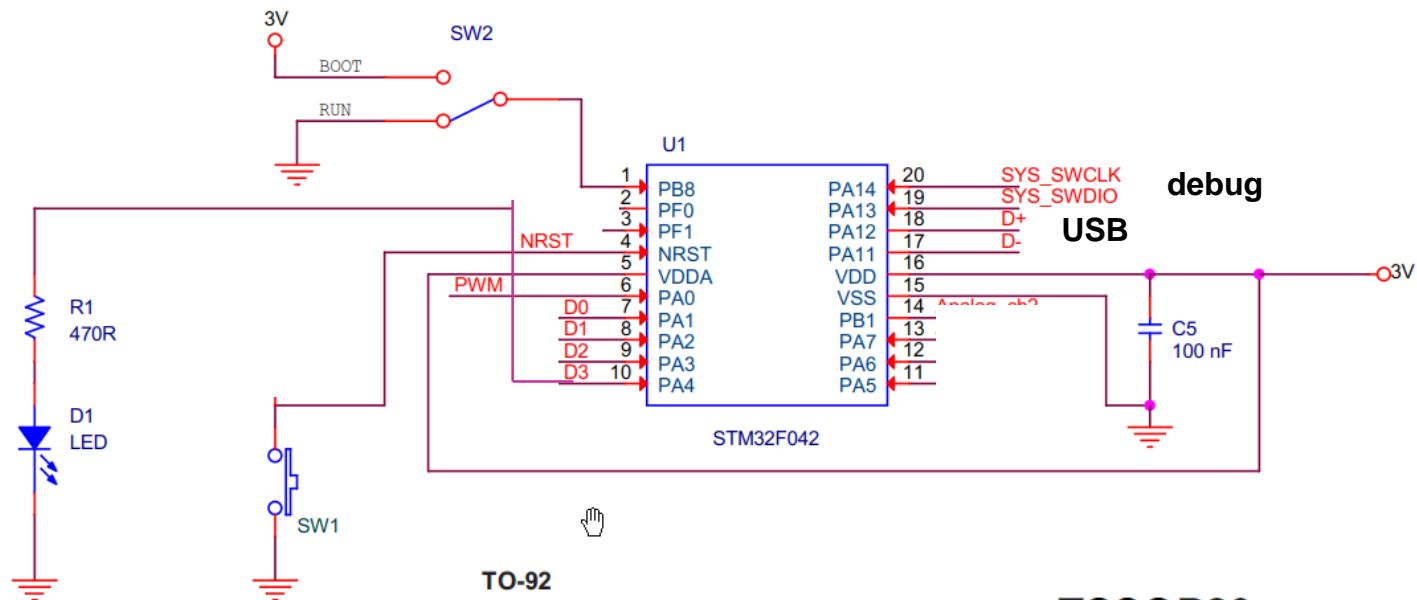 3V
SW2
BOOT
RUN
U1
1 PB8
2 PF0
3 PF1
NRST 4 NRST
5 VDDA
PWM 6 PA0
D0 7 PA1
D1 8 PA2
D2 9 PA3
D3 10 PA4
PA14 20 SYS_SWCLK
PA13 19 SYS_SWDIO
PA12 18 D+
PA11 17 D-
VDD 16
VSS 15
PB1 14
PA7 13
PA6 12
PA5 11
debug
USB
3V
C5
100 nF
R1
470R
D1
LED
STM32F042
SW1
TO-92